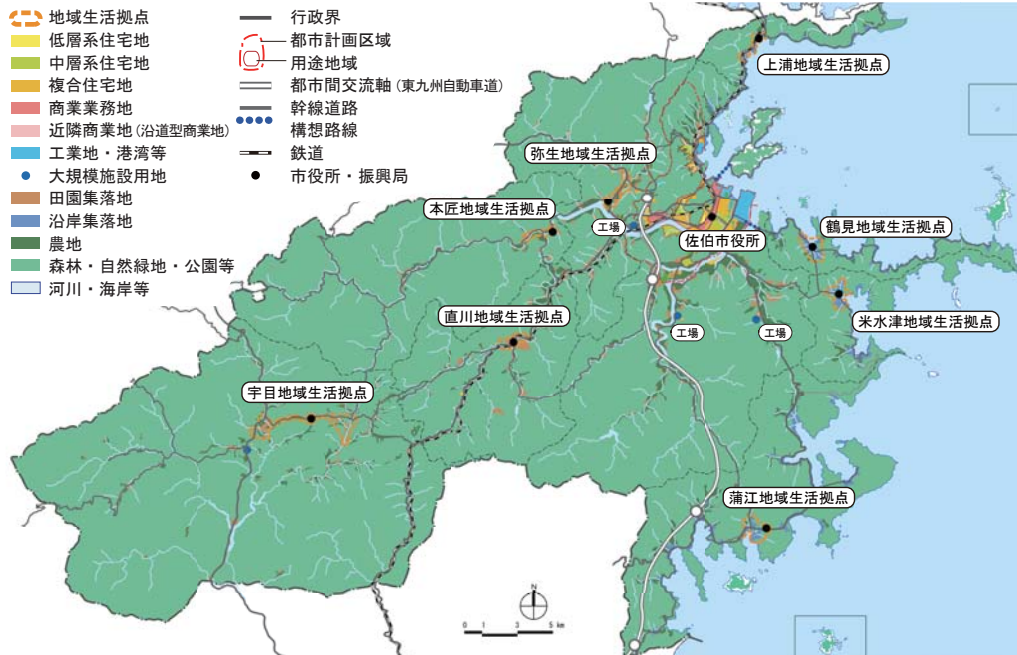 地域生活拠点
低層系住宅地
中層系住宅地
複合住宅地
商業業務地
近隣商業地(沿道型商業地)
工業地・港湾等
大規模施設用地
田園集落地
沿岸集落地
農地
森林・自然緑地・公園等
河川・海岸等
行政界
都市計画区域
用途地域
都市間交流軸(東九州自動車道)
幹線道路
構想路線
鉄道
市役所・振興局
上浦地域生活拠点
弥生地域生活拠点
本匠地域生活拠点
工場
佐伯市役所
鶴見地域生活拠点
米水津地域生活拠点
直川地域生活拠点
工場
工場
宇目地域生活拠点
蒲江地域生活拠点
N
0 1 3 5 km